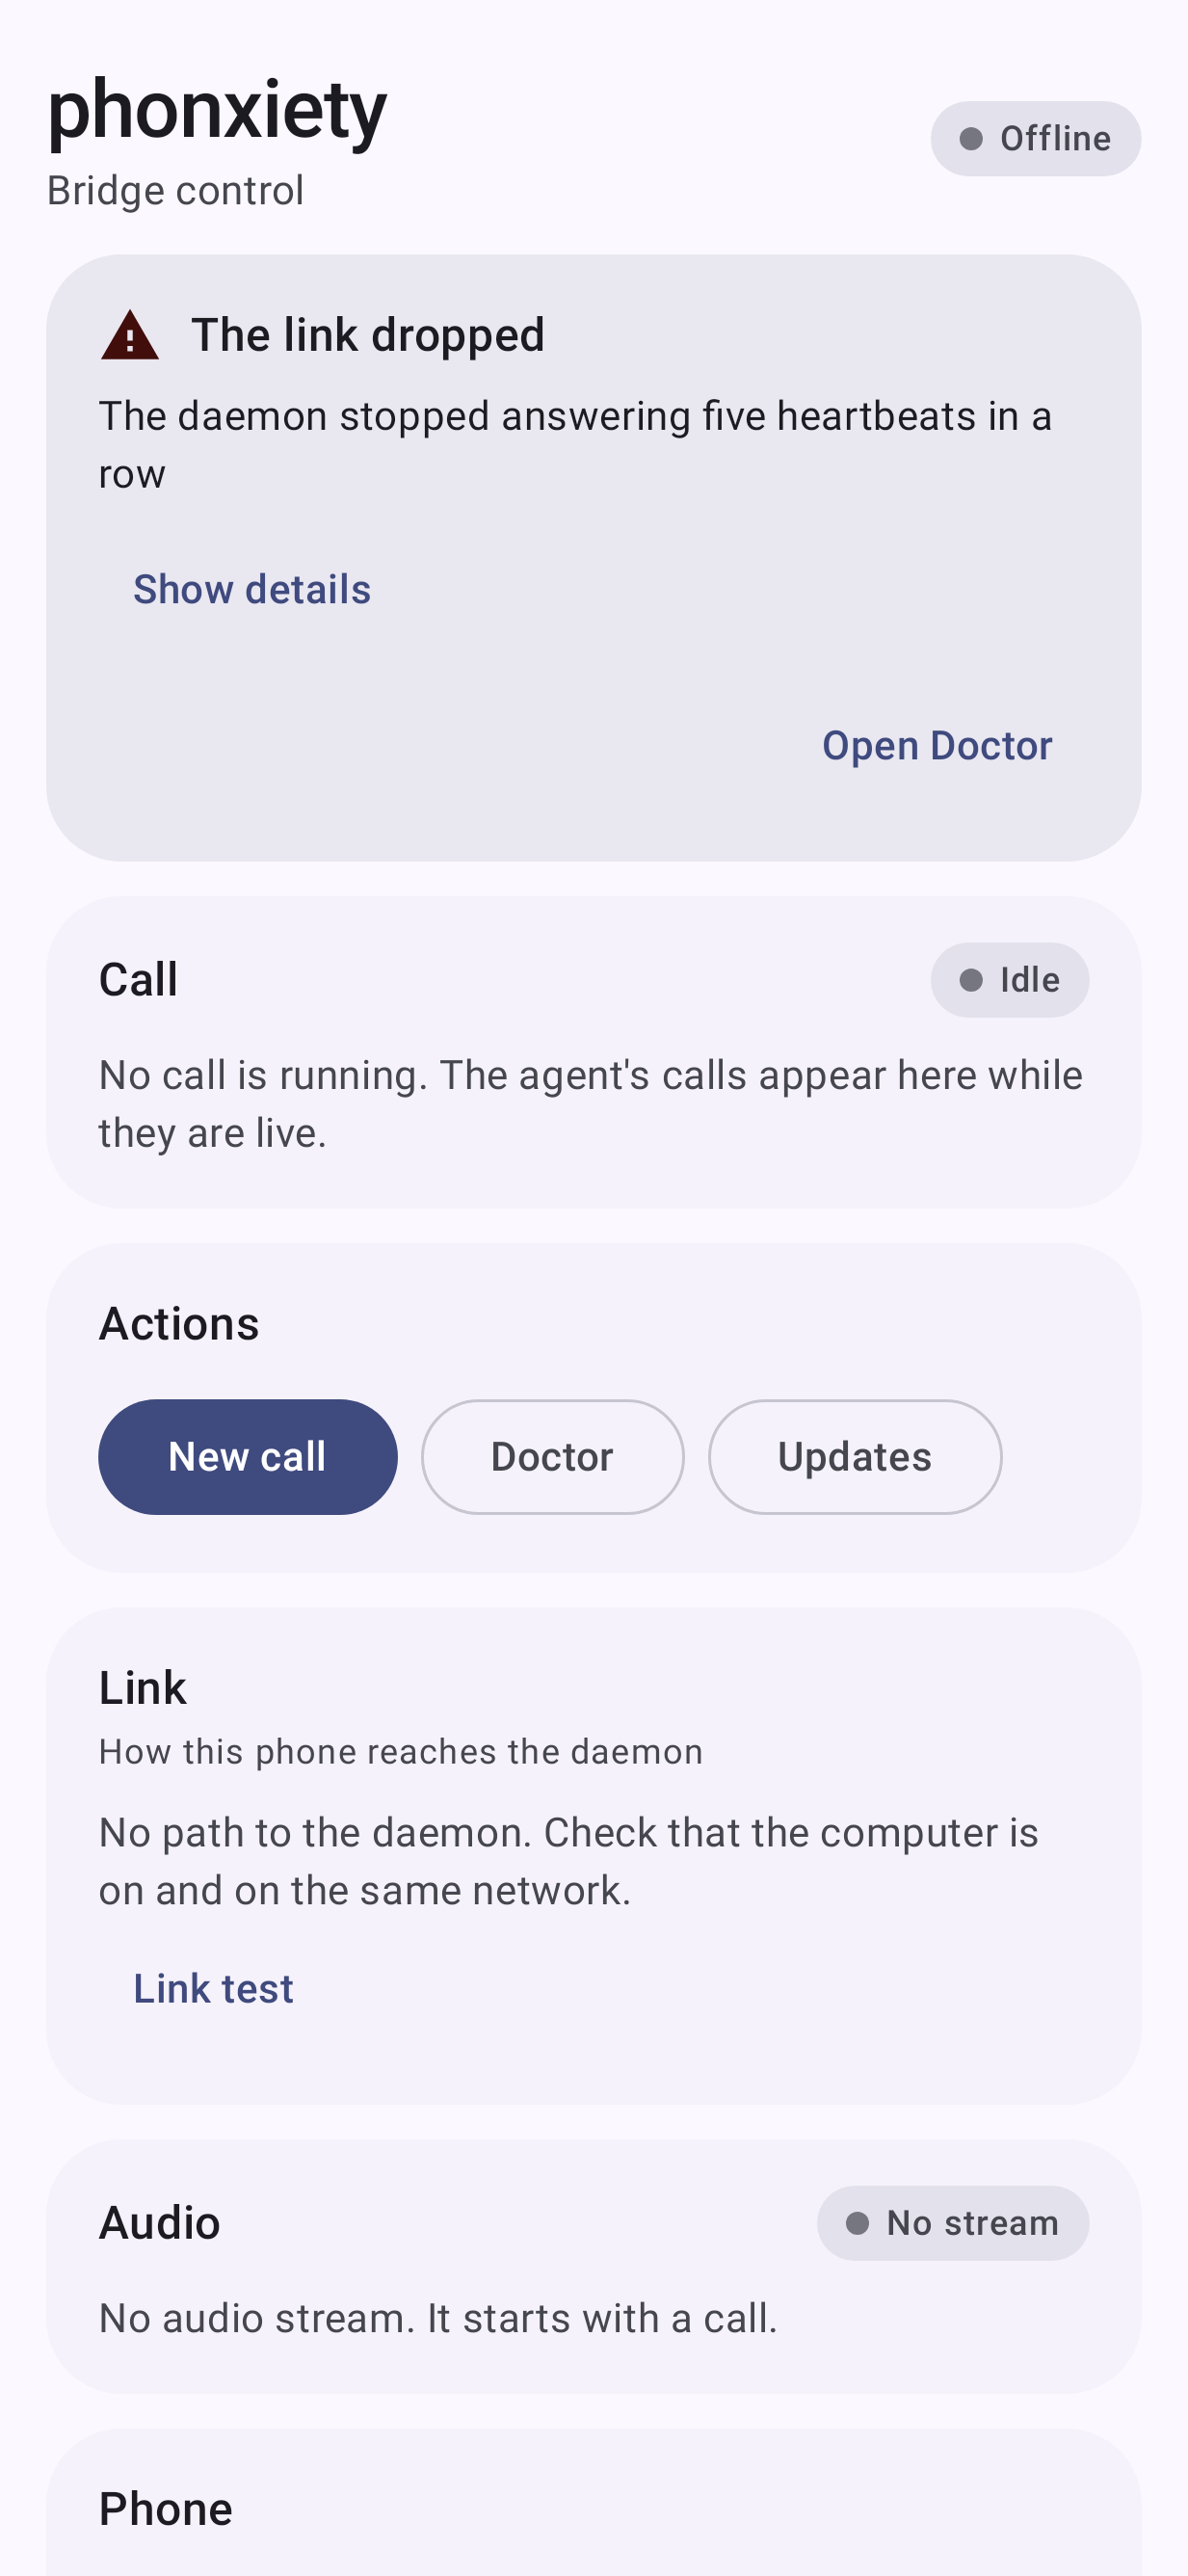 phonxiety
Offline
Bridge control
The link dropped
The daemon stopped answering five heartbeats in a
row
Show details
Open Doctor
Call
Idle
No call is running. The agent's calls appear here while
they are live.
Actions
New call
Doctor
Updates
Link
How this phone reaches the daemon
No path to the daemon. Check that the computer is
on and on the same network.
Link test
Audio
No stream
No audio stream. It starts with a call.
Phone